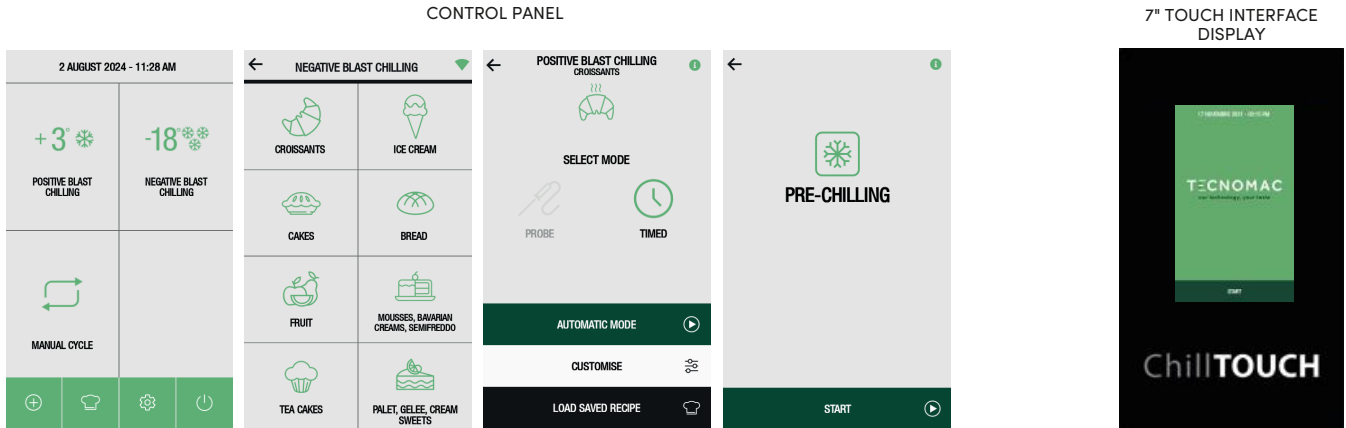 CONTROL PANEL
2 AUGUST 2024 - 11:28 AM
+3°
-18°
POSITIVE BLAST
CHILLING
NEGATIVE BLAST
CHILLING
MANUAL CYCLE
NEGATIVE BLAST CHILLING
CROISSANTS
ICE CREAM
CAKES
BREAD
FRUIT
MOUSSES, BAVARIAN
CREAMS, SEMIFREDDO
TEA CAKES
PALET, GELEE, CREAM
SWEETS
POSITIVE BLAST CHILLING
CROISSANTS
SELECT MODE
PROBE
TIMED
AUTOMATIC MODE
CUSTOMISE
LOAD SAVED RECIPE
PRE-CHILLING
START
7" TOUCH INTERFACE
DISPLAY
TECNOMAC
our technology, your taste
START
ChillTOUCH